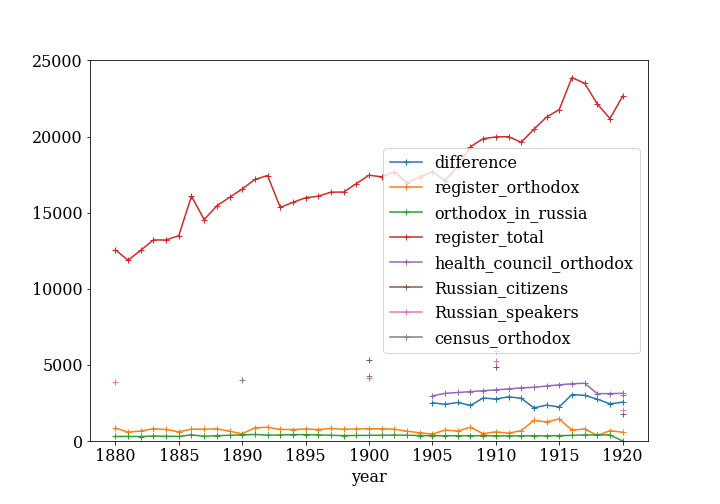 25000
20000
15000
10000
5000
0
difference
register_orthodox
orthodox_in_russia
register_total
health_council_orthodox
Russian_citizens
Russian_speakers
census_orthodox
1880 1885 1890 1895 1900 1905 1910 1915 1920
year